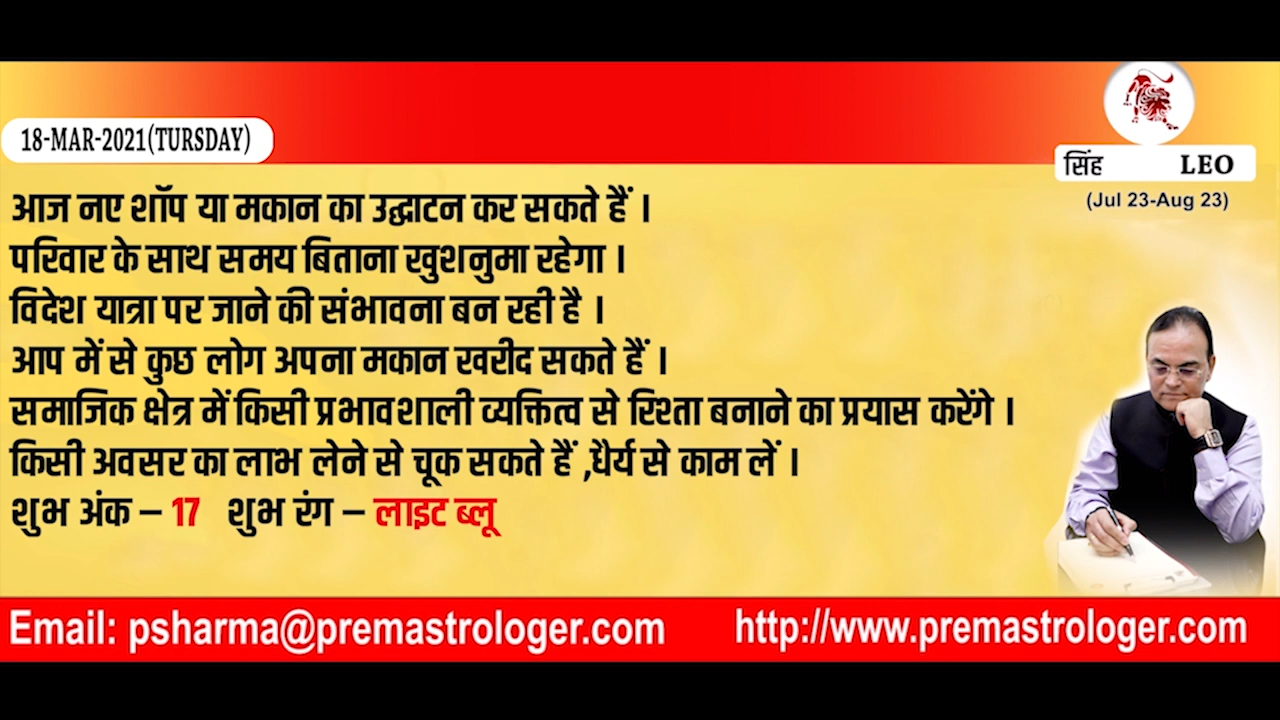 18-MAR-2021(TURSDAY)
सिंह LEO
(Jul 23-Aug 23)
आज नए शॉप या मकान का उद्घाटन कर सकते हैं ।
परिवार के साथ समय बिताना खुशनुमा रहेगा ।
विदेश यात्रा पर जाने की संभावना बन रही है ।
आप में से कुछ लोग अपना मकान खरीद सकते हैं ।
समाजिक क्षेत्र में किसी प्रभावशाली व्यक्तित्व से रिश्ता बनाने का प्रयास करेंगे ।
किसी अवसर का लाभ लेने से चूक सकते हैं ,धैर्य से काम लें ।
शुभ अंक – 17 शुभ रंग – लाइट ब्लू
Email: psharma@premastrologer.com http://www.premastrologer.com